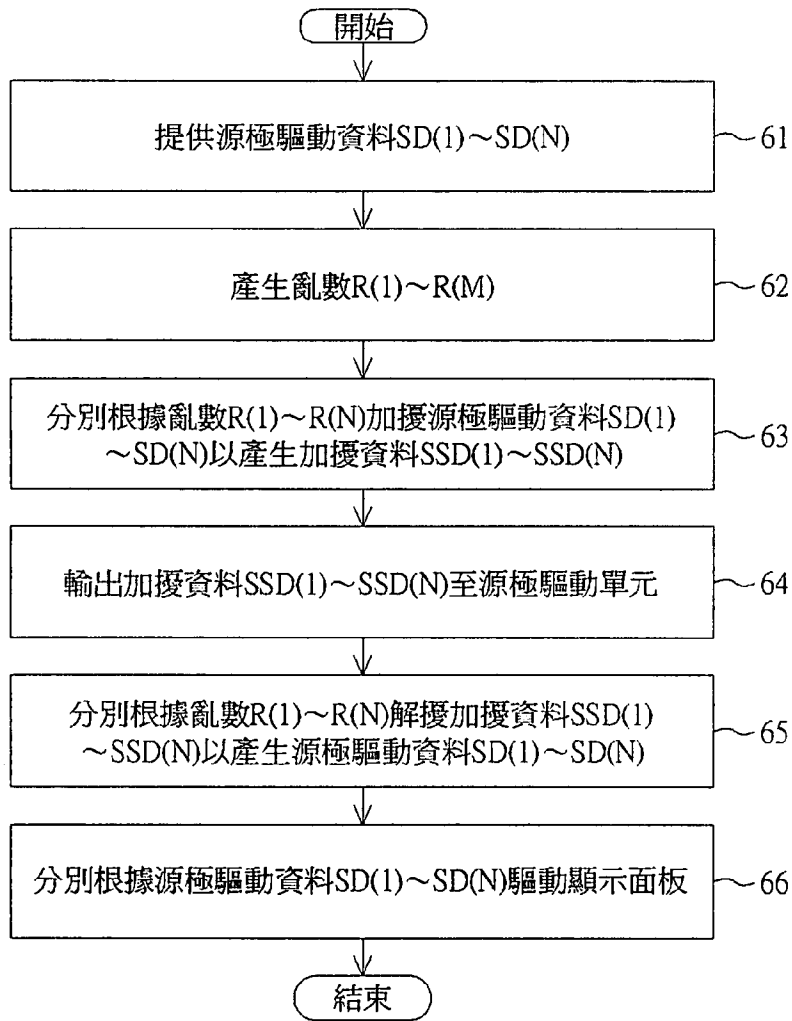 開始
提供源極驅動資料SD(1)～SD(N)
61
產生亂數R(1)～R(M)
62
分別根據亂數R(1)～R(N)加擾源極驅動資料SD(1)
～SD(N)以產生加擾資料SSD(1)～SSD(N)
63
輸出加擾資料SSD(1)～SSD(N)至源極驅動單元
64
分別根據亂數R(1)～R(N)解擾加擾資料SSD(1)
～SSD(N)以產生源極驅動資料SD(1)～SD(N)
65
分別根據源極驅動資料SD(1)～SD(N)驅動顯示面板
66
結束